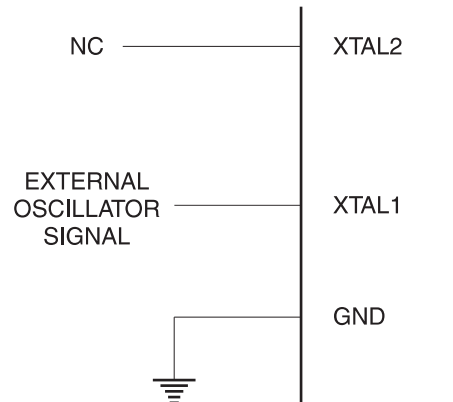 NC
XTAL2
EXTERNAL
OSCILLATOR
SIGNAL
XTAL1
GND